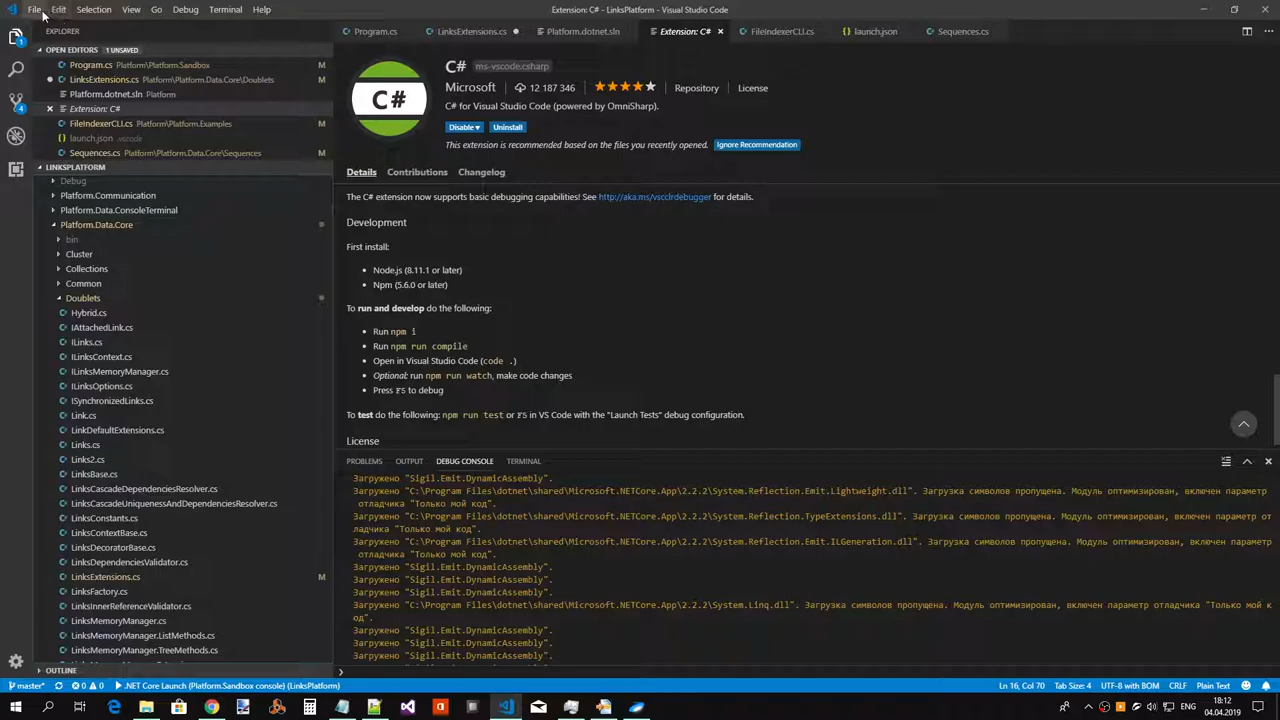 File Edit Selection View Go Debug Terminal Help
Extension: C# - LinksPlatform - Visual Studio Code
EXPLORER
OPEN EDITORS 1 UNSAVED
Program.cs Platform\Platform.Sandbox M
LinksExtensions.cs Platform\Platform.Data.Core\Doublets M
Platform.dotnet.sln Platform
Extension: C#
FileIndexerCLI.cs Platform\Platform.Examples M
launch.json .vscode
Sequences.cs Platform\Platform.Data.Core\Sequences M
LINKSPLATFORM
Debug
Platform.Communication
Platform.Data.ConsoleTerminal
Platform.Data.Core
bin
Cluster
Collections
Common
Doublets
Hybrid.cs
IAttachedLink.cs
ILinks.cs
ILinksContext.cs
ILinksMemoryManager.cs
ILinksOptions.cs
ISynchronizedLinks.cs
Link.cs
LinkDefaultExtensions.cs
Links.cs
Links2.cs
LinksBase.cs
LinksCascadeDependenciesResolver.cs
LinksCascadeUniquenessAndDependenciesResolver.cs
LinksConstants.cs
LinksContextBase.cs
LinksDecoratorBase.cs
LinksDependenciesValidator.cs
LinksExtensions.cs M
LinksFactory.cs
LinksInnerReferenceValidator.cs
LinksMemoryManager.cs
LinksMemoryManager.ListMethods.cs
LinksMemoryManager.TreeMethods.cs
OUTLINE
Program.cs LinksExtensions.cs Platform.dotnet.sln Extension: C# FileIndexerCLI.cs launch.json Sequences.cs
C#
C# ms-vscode.csharp
Microsoft 12 187 346 Repository License
C# for Visual Studio Code (powered by OmniSharp).
Disable Uninstall
This extension is recommended based on the files you recently opened. Ignore Recommendation
Details Contributions Changelog
The C# extension now supports basic debugging capabilities! See http://aka.ms/vscclrdebugger for details.
Development
First install:
Node.js (8.11.1 or later)
Npm (5.6.0 or later)
To run and develop do the following:
Run npm i
Run npm run compile
Open in Visual Studio Code (code .)
Optional: run npm run watch, make code changes
Press F5 to debug
To test do the following: npm run test or F5 in VS Code with the "Launch Tests" debug configuration.
License
PROBLEMS OUTPUT DEBUG CONSOLE TERMINAL
Загружено "Sigil.Emit.DynamicAssembly".
Загружено "C:\Program Files\dotnet\shared\Microsoft.NETCore.App\2.2.2\System.Reflection.Emit.Lightweight.dll". Загрузка символов пропущена. Модуль оптимизирован, включен параметр
отладчика "Только мой код".
Загружено "C:\Program Files\dotnet\shared\Microsoft.NETCore.App\2.2.2\System.Reflection.TypeExtensions.dll". Загрузка символов пропущена. Модуль оптимизирован, включен параметр от
ладчика "Только мой код".
Загружено "C:\Program Files\dotnet\shared\Microsoft.NETCore.App\2.2.2\System.Reflection.Emit.ILGeneration.dll". Загрузка символов пропущена. Модуль оптимизирован, включен параметр
отладчика "Только мой код".
Загружено "Sigil.Emit.DynamicAssembly".
Загружено "Sigil.Emit.DynamicAssembly".
Загружено "Sigil.Emit.DynamicAssembly".
Загружено "C:\Program Files\dotnet\shared\Microsoft.NETCore.App\2.2.2\System.Linq.dll". Загрузка символов пропущена. Модуль оптимизирован, включен параметр отладчика "Только мой к
од".
Загружено "Sigil.Emit.DynamicAssembly".
Загружено "Sigil.Emit.DynamicAssembly".
Загружено "Sigil.Emit.DynamicAssembly".
master* 0 0 .NET Core Launch (Platform.Sandbox console) (LinksPlatform)
Ln 16, Col 70 Tab Size: 4 UTF-8 with BOM CRLF Plain Text
ENG
18:12
04.04.2019